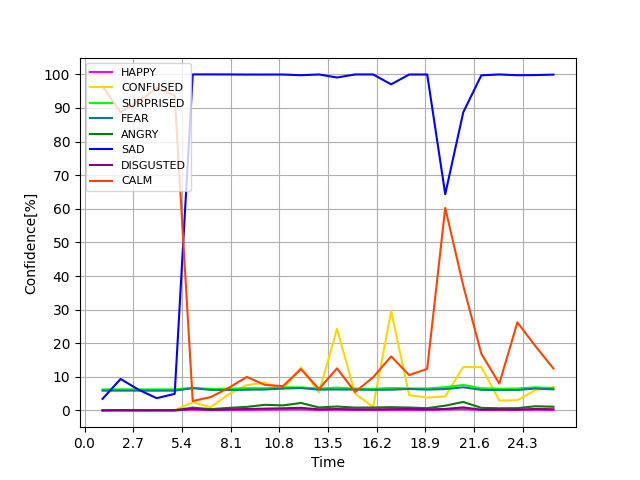 HAPPY
CONFUSED
SURPRISED
FEAR
ANGRY
SAD
DISGUSTED
CALM
100
90
80
70
60
50
40
30
20
10
0
Confidence[%]
0.0 2.7 5.4 8.1 10.8 13.5 16.2 18.9 21.6 24.3
Time